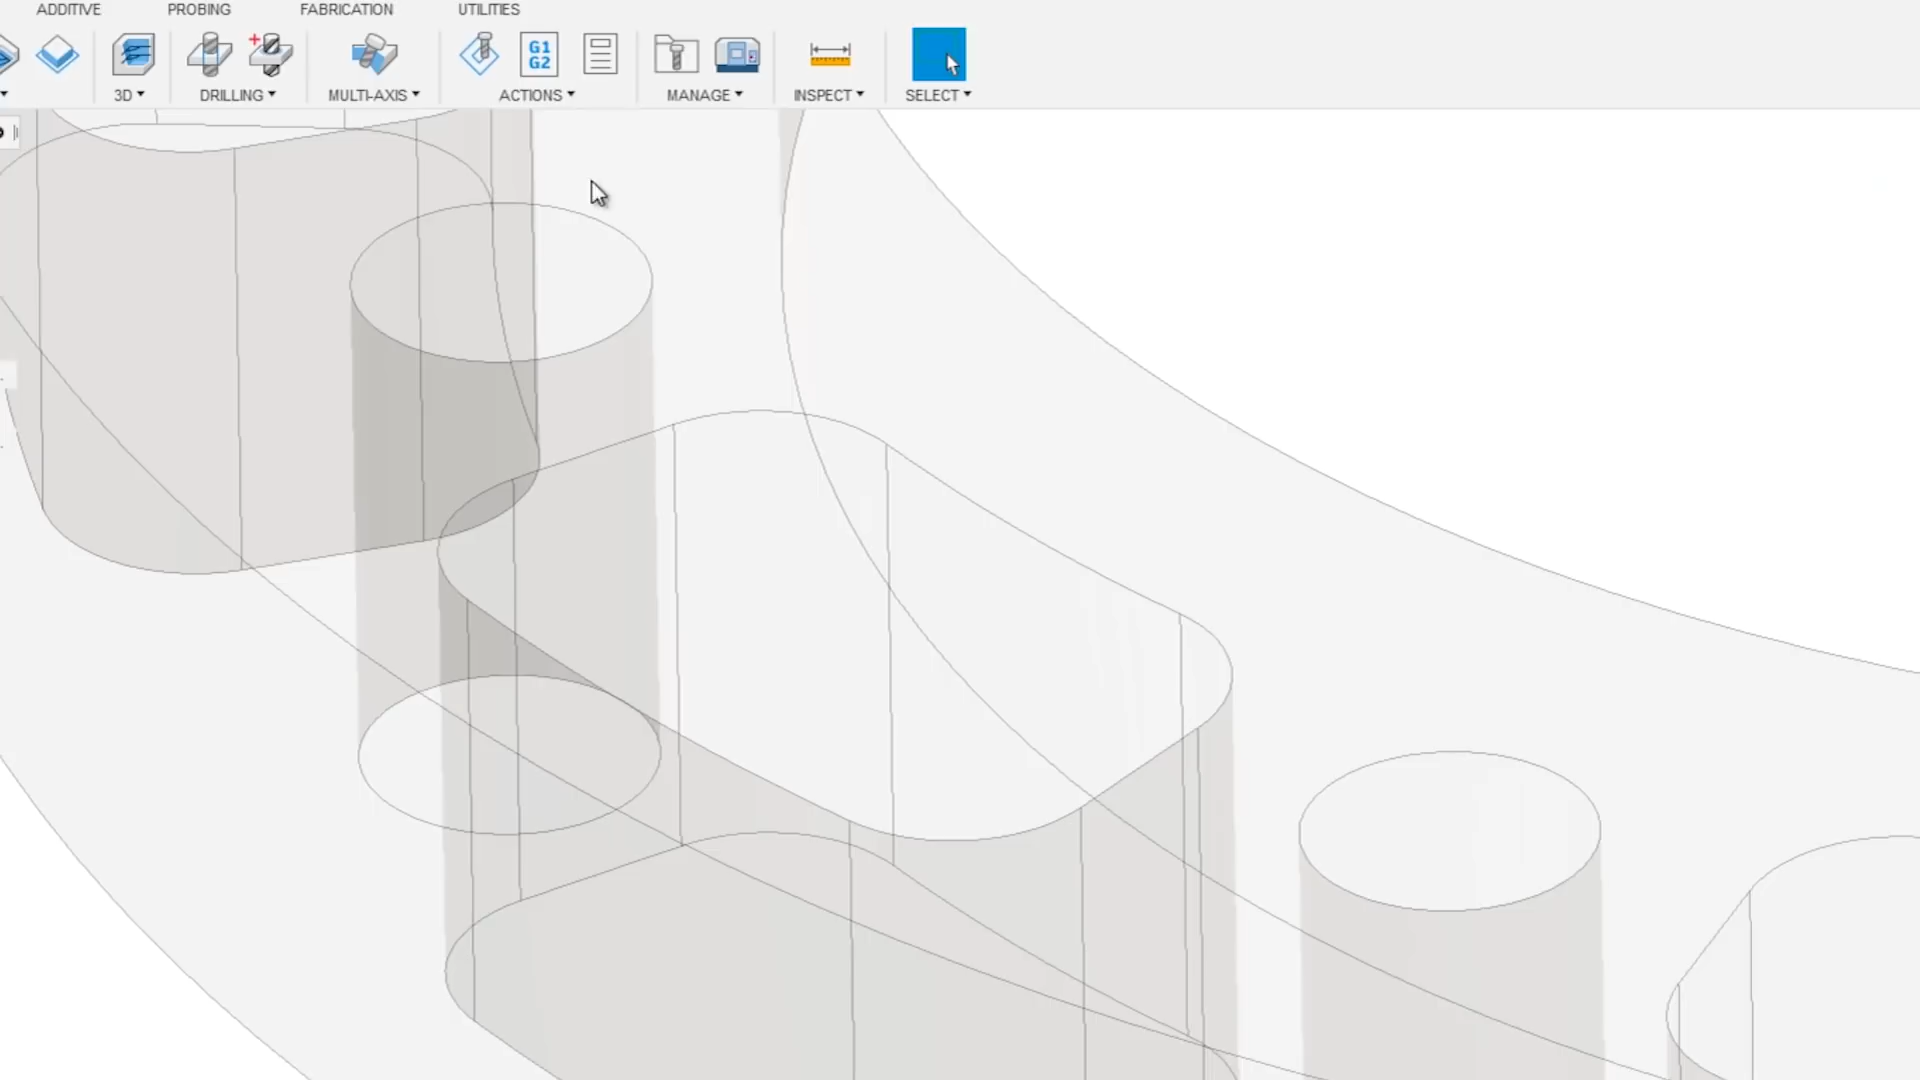 ADDITIVE PROBING FABRICATION UTILITIES
G1
G2
3D DRILLING MULTI-AXIS ACTIONS MANAGE INSPECT SELECT